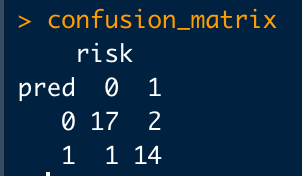 > confusion_matrix
    risk
pred  0  1
   0 17  2
   1  1 14